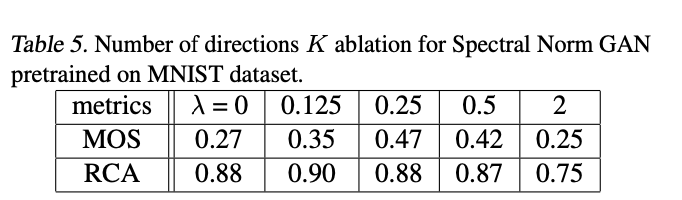 Table 5. Number of directions K ablation for Spectral Norm GAN
pretrained on MNIST dataset.
metrics λ = 0 0.125 0.25 0.5 2
MOS 0.27 0.35 0.47 0.42 0.25
RCA 0.88 0.90 0.88 0.87 0.75